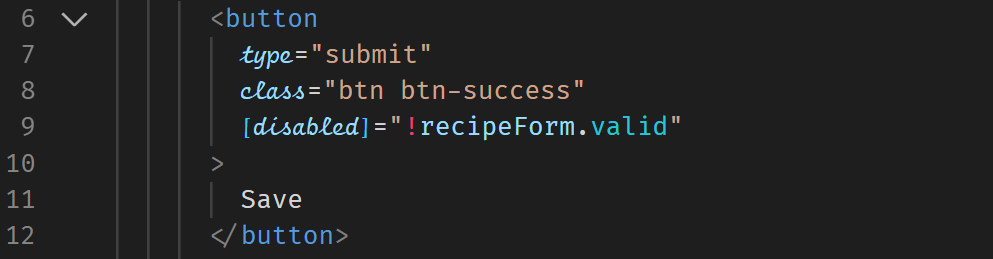 6 <button
7 type="submit"
8 class="btn btn-success"
9 [disabled]="!recipeForm.valid"
10 >
11 Save
12 </button>